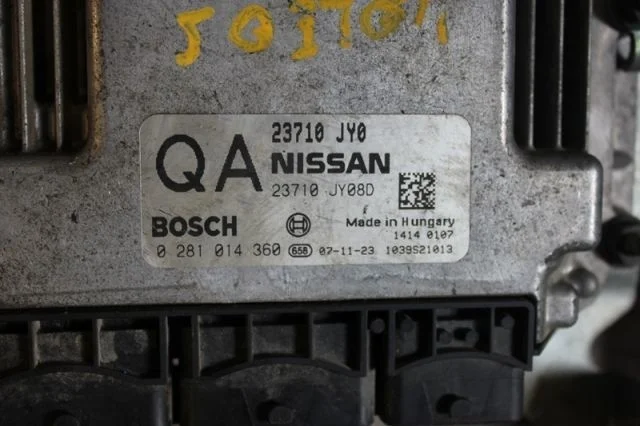 QA
23710 JY0
NISSAN
23710 JY08D
BOSCH
Made in Hungary
1414 0107
0 281 014 360 658 07-11-23 1039S21013